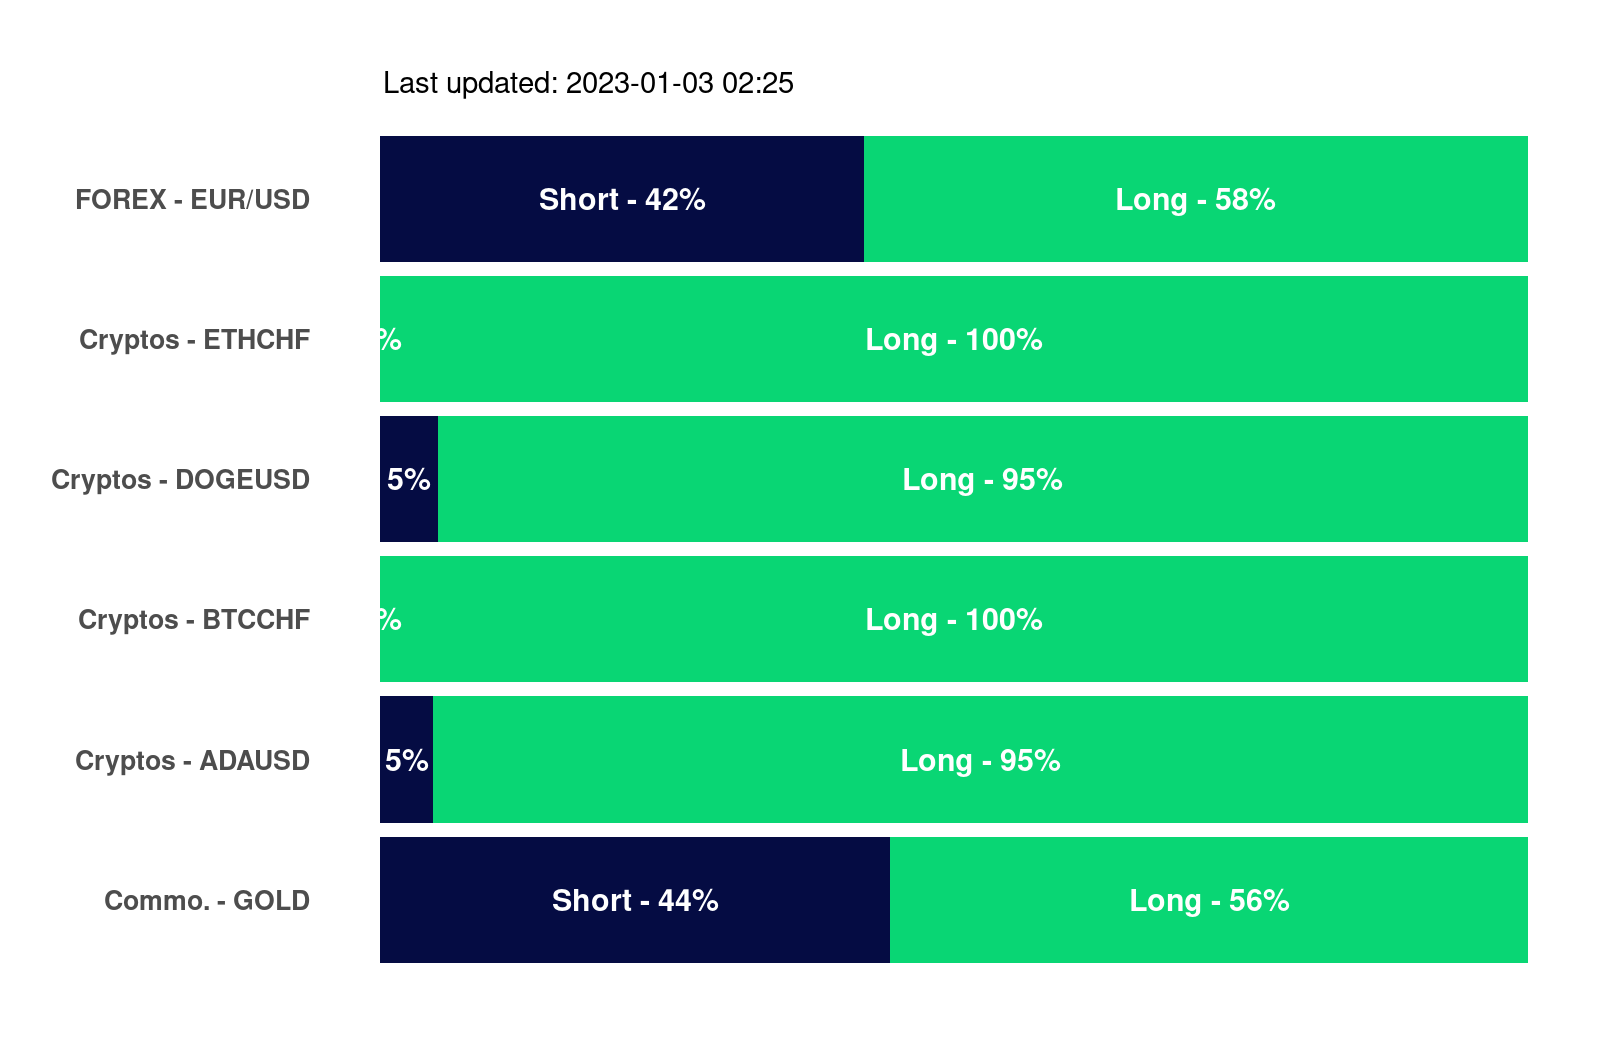 Last updated: 2023-01-03 02:25
FOREX - EUR/USD Short - 42% Long - 58%
Cryptos - ETHCHF % Long - 100%
Cryptos - DOGEUSD 5% Long - 95%
Cryptos - BTCCHF % Long - 100%
Cryptos - ADAUSD 5% Long - 95%
Commo. - GOLD Short - 44% Long - 56%